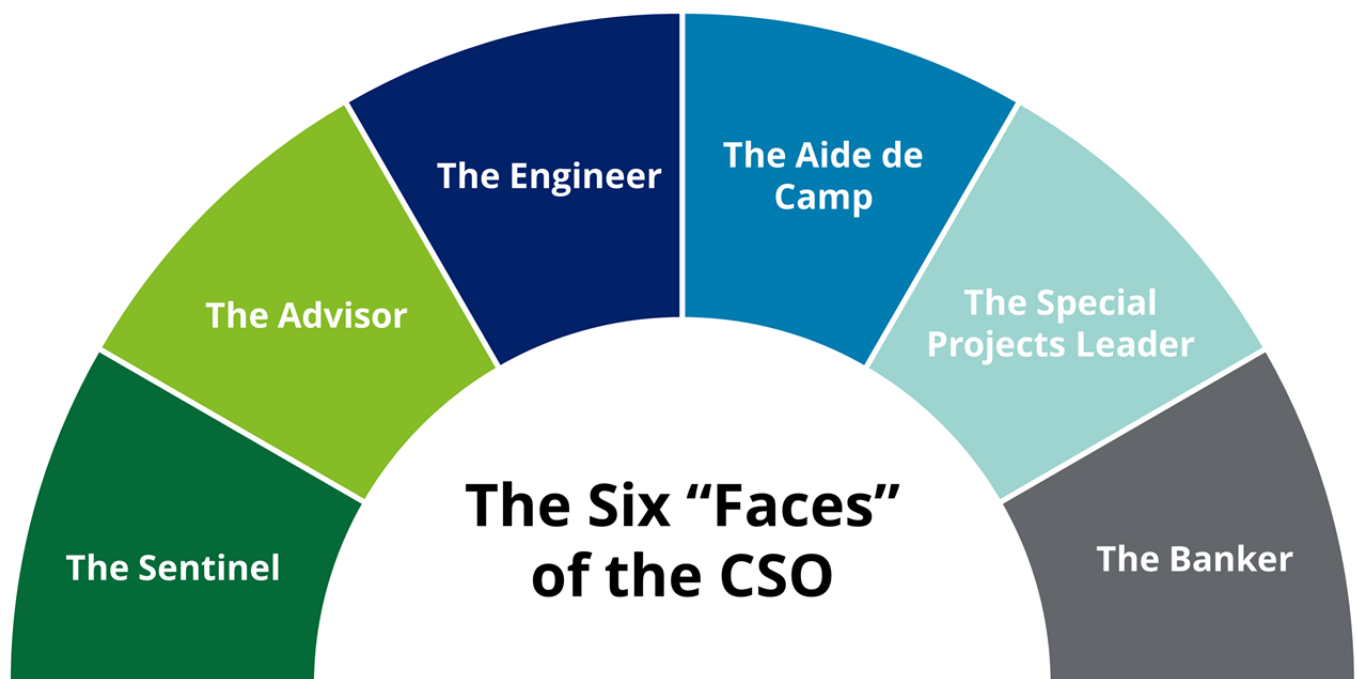 The Engineer
The Aide de
Camp
The Advisor
The Special
Projects Leader
The Six “Faces”
of the CSO
The Sentinel
The Banker